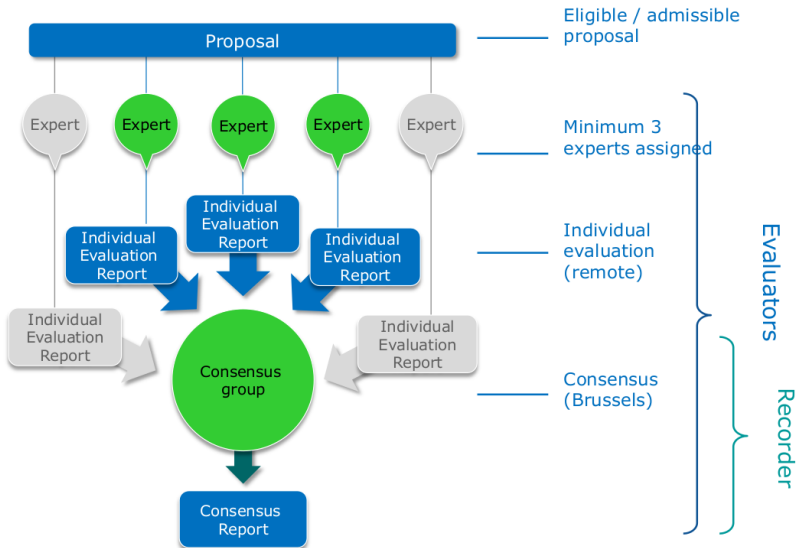 Proposal
Eligible / admissible
proposal
Expert
Expert
Expert
Expert
Expert
Minimum 3
experts assigned
Individual
Evaluation
Report
Individual
Evaluation
Report
Individual
Evaluation
Report
Individual
evaluation
(remote)
Individual
Evaluation
Report
Individual
Evaluation
Report
Consensus
group
Consensus
(Brussels)
Consensus
Report
Evaluators
Recorder